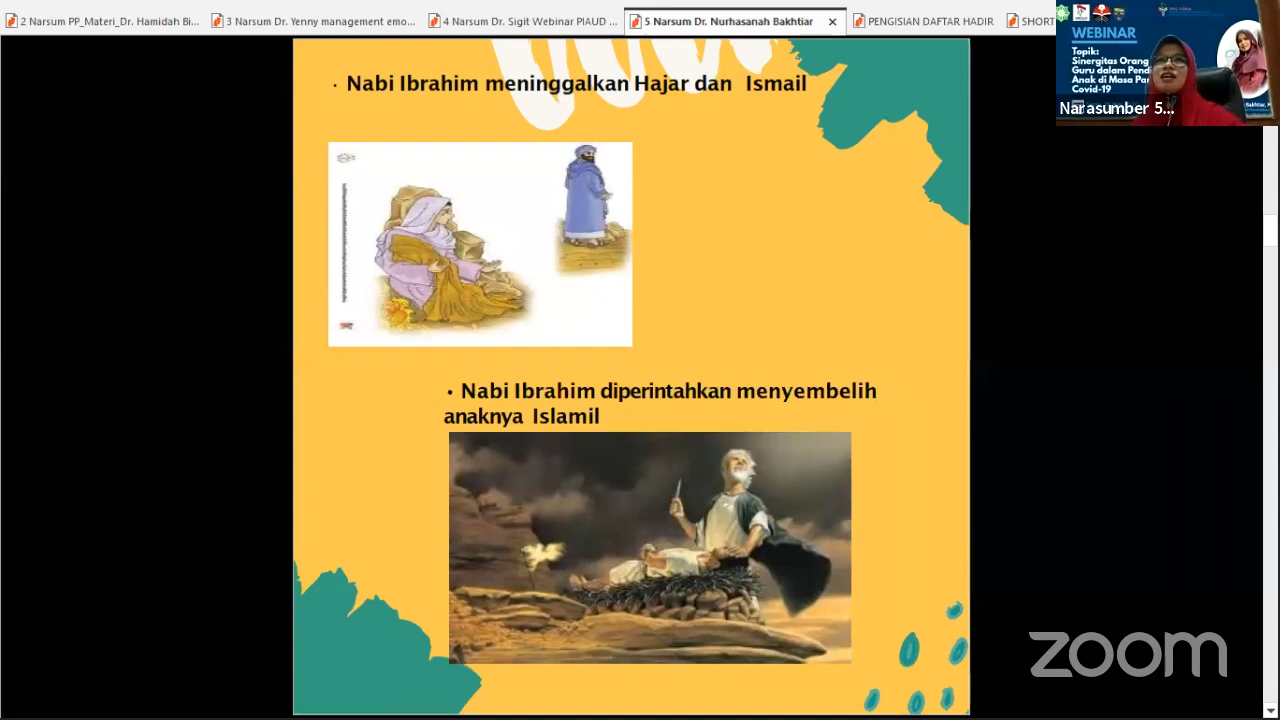 2 Narsum PP_Materi_Dr. Hamidah Bi...
3 Narsum Dr. Yenny management emo...
4 Narsum Dr. Sigit Webinar PIAUD ...
5 Narsum Dr. Nurhasanah Bakhtiar
PENGISIAN DAFTAR HADIR
SHORT
WEBINAR
Topik:
Sinergitas Orang
Guru dalam Pend
Anak di Masa Pa
Covid-19
Bakhtiar, M
Narasumber 5...
• Nabi Ibrahim meninggalkan Hajar dan Ismail
• Nabi Ibrahim diperintahkan menyembelih
anaknya Islamil
zoom